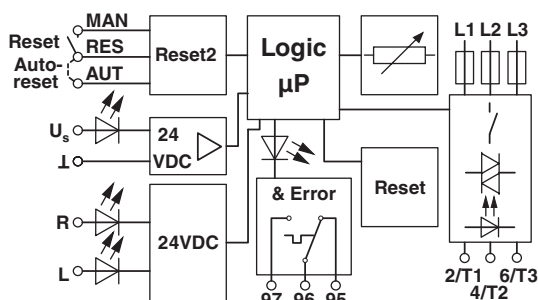 MAN
Reset
RES
Auto-
reset
AUT
Reset2
Logic
µP
L1 L2 L3
Us
24
VDC
⊥
R
24VDC
L
& Error
97 96 95
Reset
2/T1 6/T3
4/T2